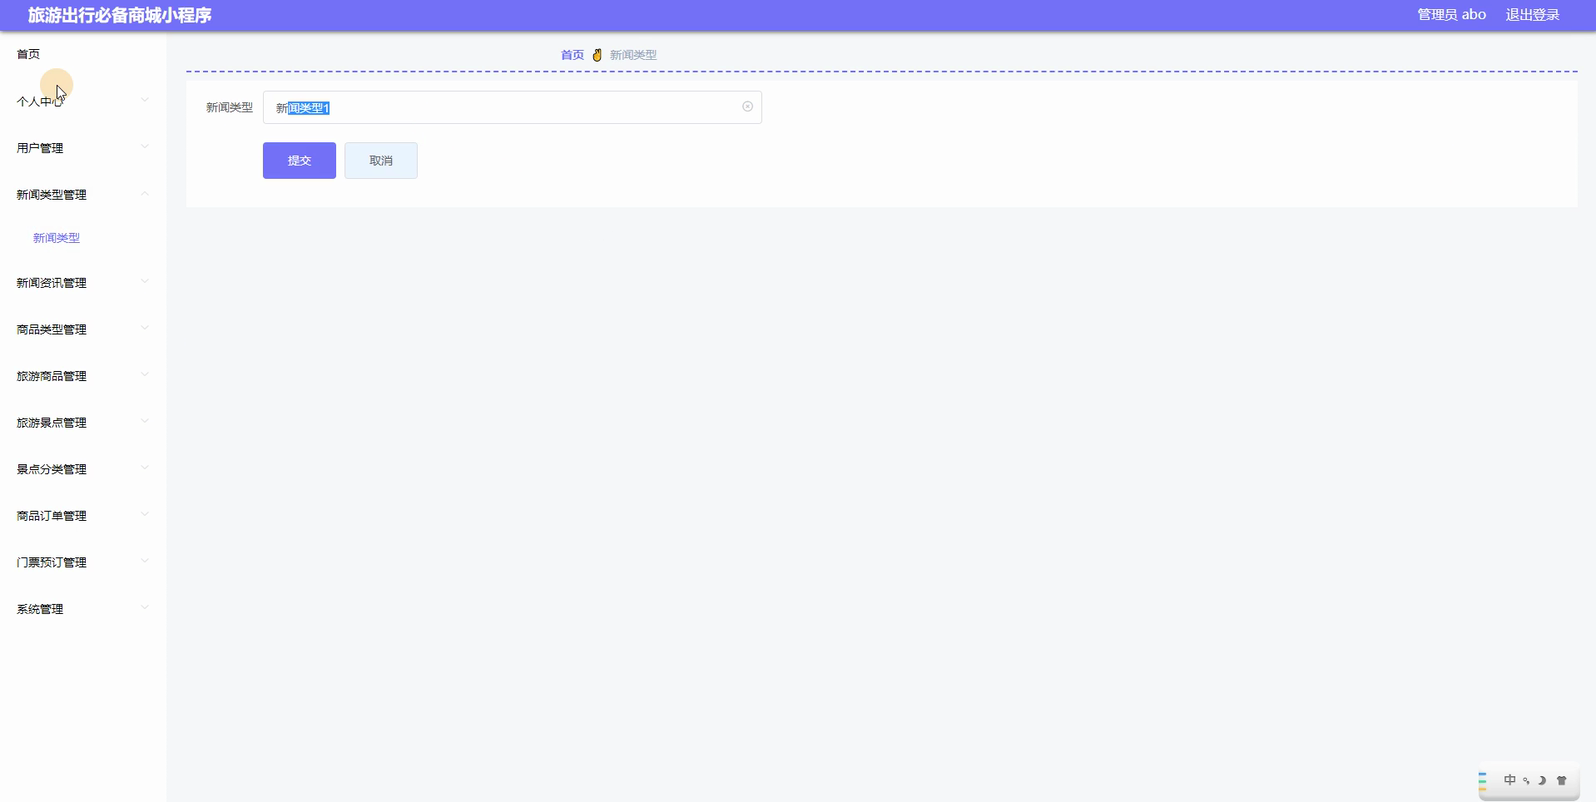 旅游出行必备商城小程序
管理员 abo
退出登录
首页
个人中心
用户管理
新闻类型管理
新闻类型
新闻资讯管理
商品类型管理
旅游商品管理
旅游景点管理
景点分类管理
商品订单管理
门票预订管理
系统管理
首页 新闻类型
新闻类型 新闻类型1
提交 取消
中